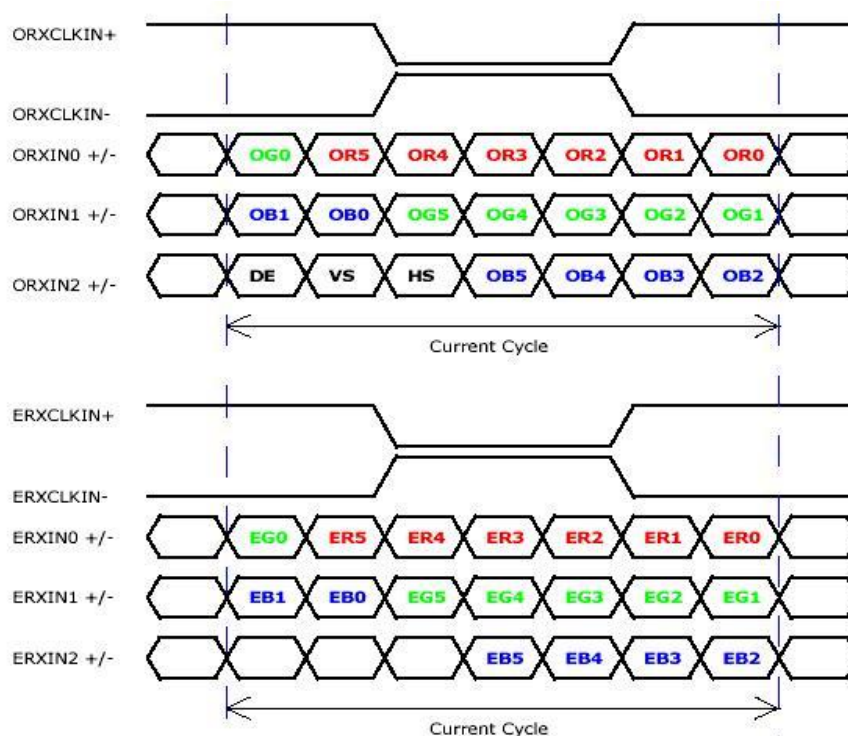 ORXCLKIN+
ORXCLKIN-
ORXIN0 +/- OG0 OR5 OR4 OR3 OR2 OR1 OR0
ORXIN1 +/- OB1 OB0 OG5 OG4 OG3 OG2 OG1
ORXIN2 +/- DE VS HS OB5 OB4 OB3 OB2
Current Cycle
ERXCLKIN+
ERXCLKIN-
ERXIN0 +/- EG0 ER5 ER4 ER3 ER2 ER1 ER0
ERXIN1 +/- EB1 EB0 EG5 EG4 EG3 EG2 EG1
ERXIN2 +/- EB5 EB4 EB3 EB2
Current Cycle